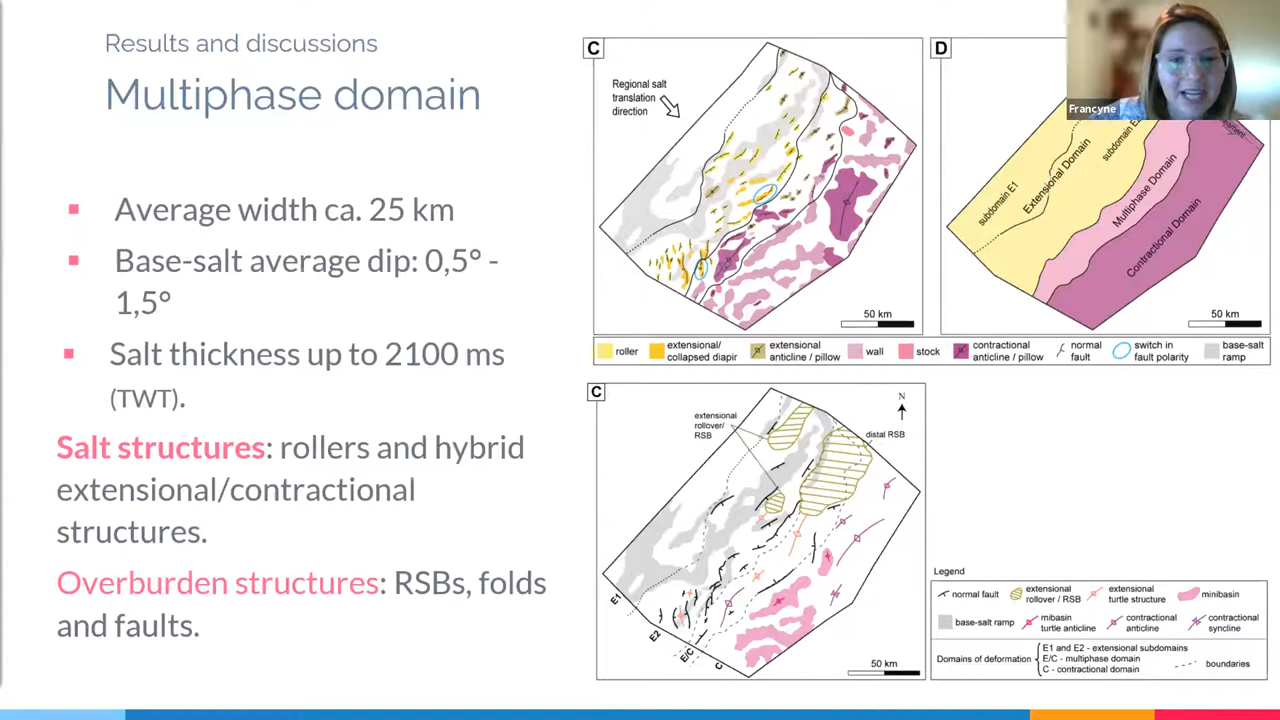 Results and discussions
Multiphase domain
Average width ca. 25 km
Base-salt average dip: 0,5° -
1,5°
Salt thickness up to 2100 ms
(TWT).
Salt structures: rollers and hybrid
extensional/contractional
structures.
Overburden structures: RSBs, folds
and faults.
C
Regional salt
translation
direction
50 km
D
Francyne
subdomain E1
Extensional Domain
subdomain
Multiphase Domain
Contractional Domain
50 km
roller
extensional/
collapsed diapir
extensional
anticline / pillow
wall
stock
contractional
anticline / pillow
normal
fault
switch in
fault polarity
base-salt
ramp
C
extensional
rollover/
RSB
N
distal RSB
E1
E2
E/C
C
50 km
Legend
normal fault
extensional
rollover / RSB
extensional
turtle structure
minibasin
base-salt ramp
mibasin
turtle anticline
contractional
anticline
contractional
syncline
Domains of deformation
E1 and E2 - extensional subdomains
E/C - multiphase domain
C - contractional domain
boundaries